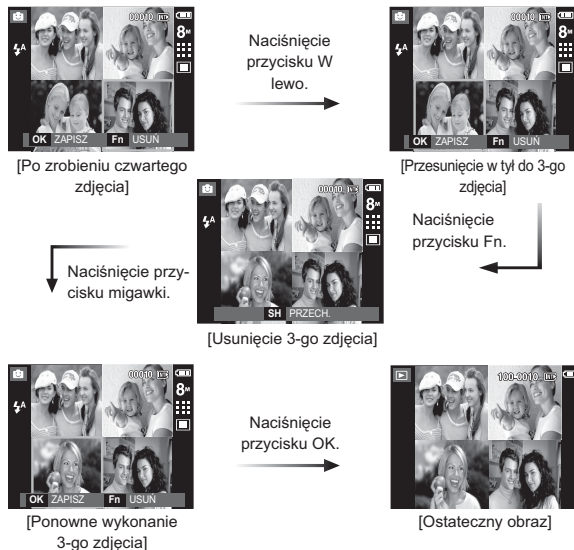 00010
8M
A
OK ZAPISZ Fn USUŃ
[Po zrobieniu czwartego
zdjęcia]
Naciśnięcie
przycisku W
lewo.
00010
8M
A
OK ZAPISZ Fn USUŃ
[Przesunięcie w tył do 3-go
zdjęcia]
Naciśnięcie
przycisku Fn.
00010
8M
A
SH PRZECH.
[Usunięcie 3-go zdjęcia]
Naciśnięcie przy-
cisku migawki.
00010
8M
A
OK ZAPISZ Fn USUŃ
[Ponowne wykonanie
3-go zdjęcia]
Naciśnięcie
przycisku OK.
100-0010
[Ostateczny obraz]